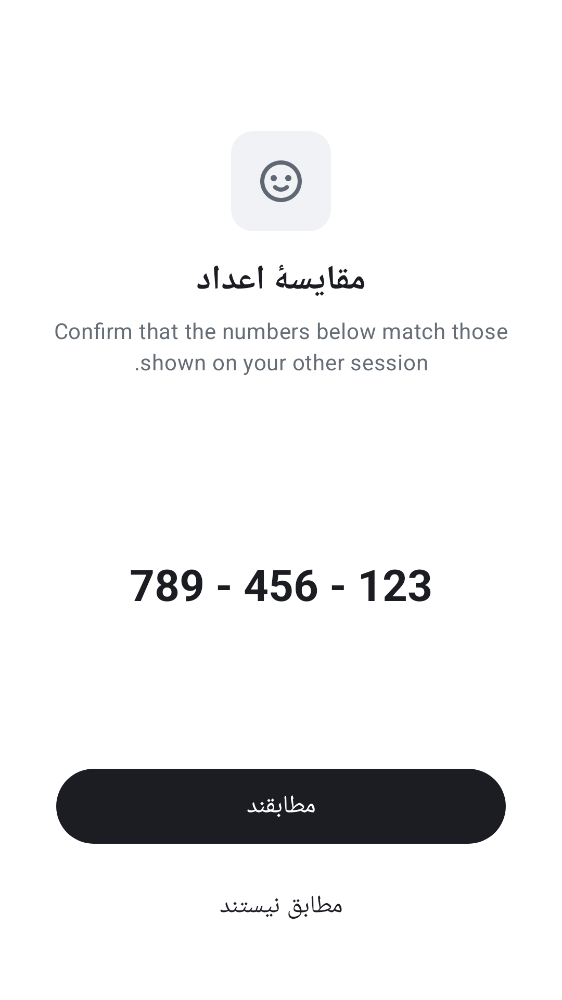 مقایسهٔ اعداد
Confirm that the numbers below match those
.shown on your other session
789 - 456 - 123
مطابقند
مطابق نیستند